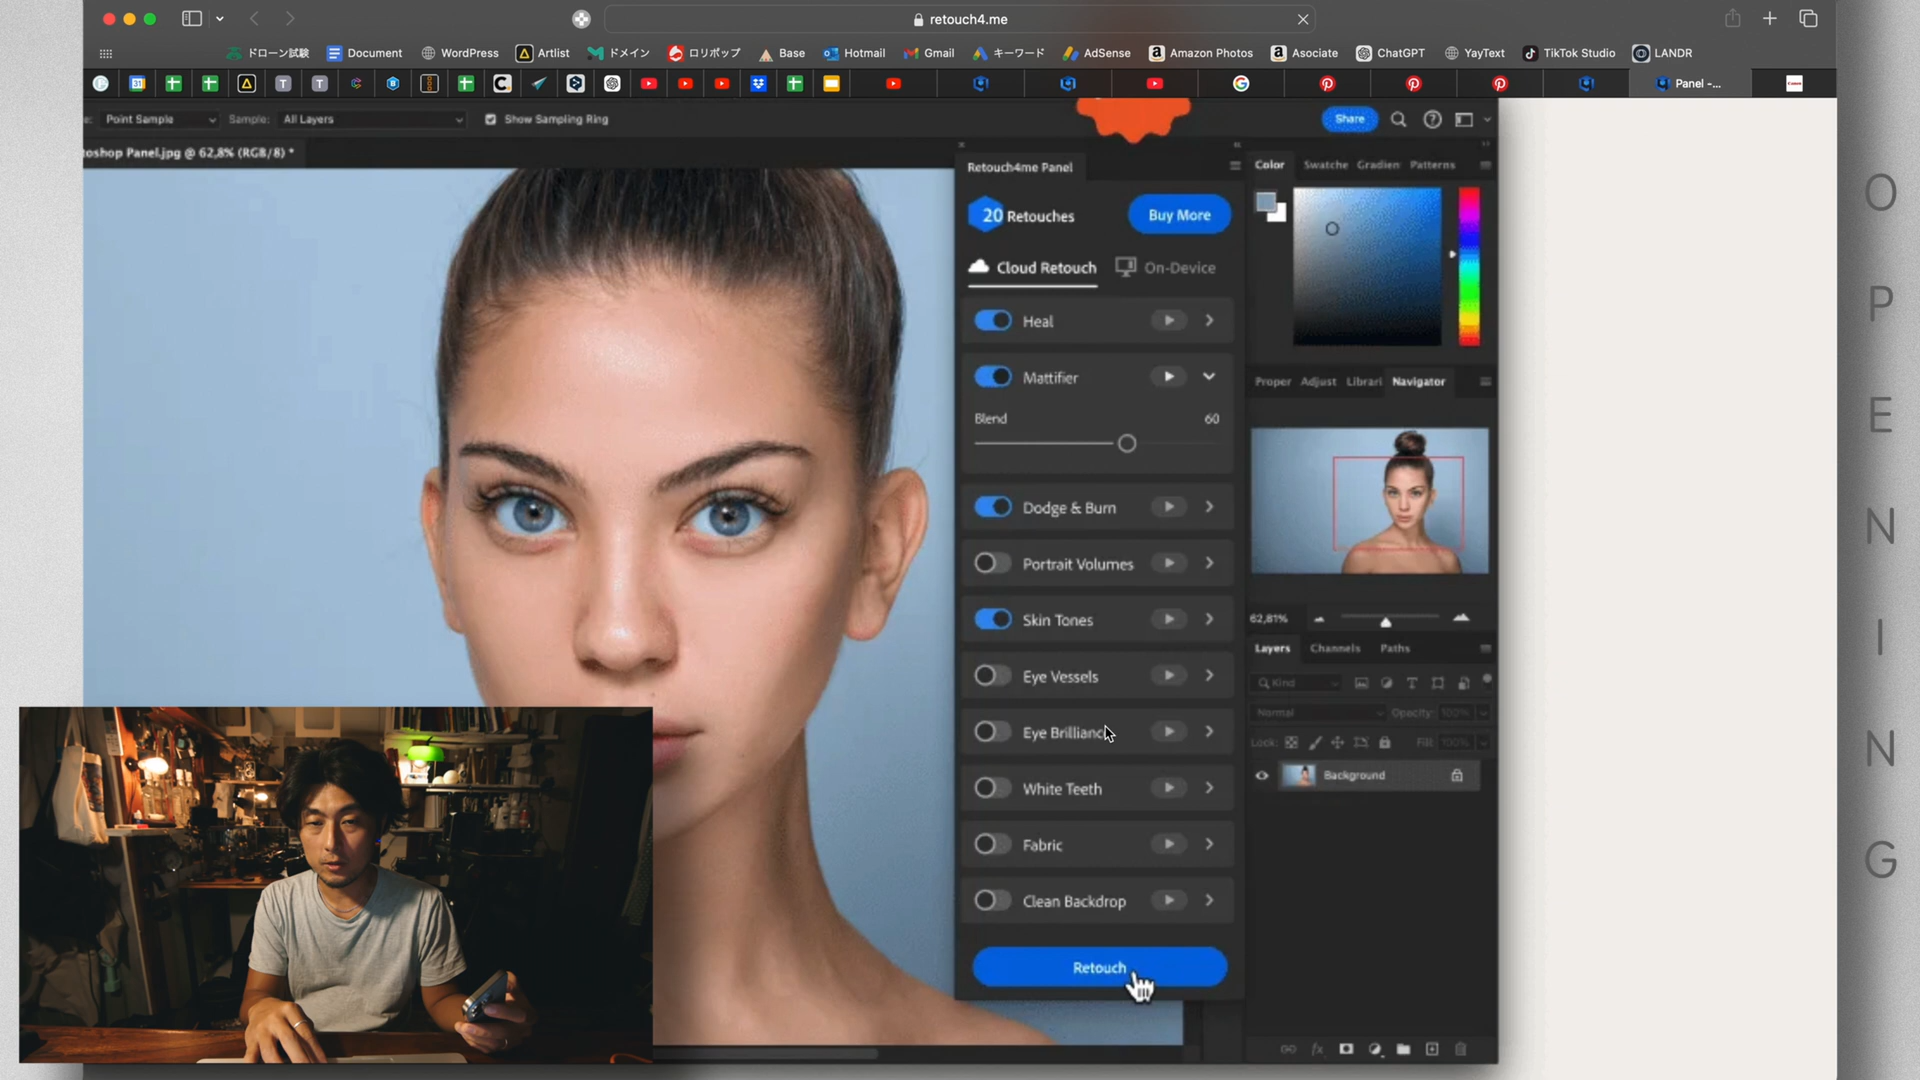 retouch4.me
ドローン試験 Document WordPress Artlist ドメイン ロリポップ Base Hotmail Gmail キーワード AdSense Amazon Photos Asociate ChatGPT YayText TikTok Studio LANDR
Panel -...
Point Sample Sample: All Layers Show Sampling Ring Share
toshop Panel.jpg @ 62,8% (RGB/8) *
Retouch4me Panel
20 Retouches Buy More
Cloud Retouch On-Device
Heal
Mattifier
Blend 60
Dodge & Burn
Portrait Volumes
Skin Tones
Eye Vessels
Eye Brilliance
White Teeth
Fabric
Clean Backdrop
Retouch
Color Swatche Gradien Patterns
Proper Adjust Librari Navigator
62,81%
Layers Channels Paths
Kind
Normal Opacity: 100%
Lock: Fill: 100%
Background
OPENING